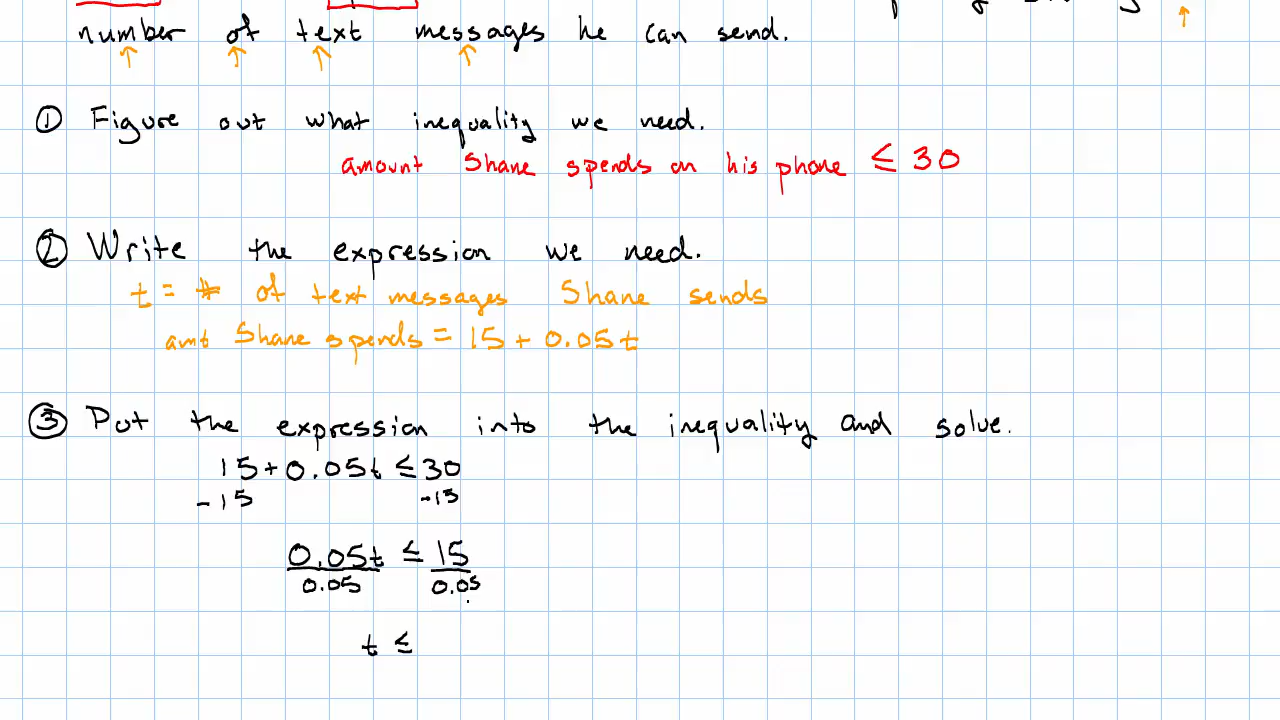 number of text messages he can send.
① Figure out what inequality we need.
amount Shane spends on his phone ≤ 30
② Write the expression we need.
t = # of text messages Shane sends
amt Shane spends = 15 + 0.05t
③ Put the expression into the inequality and solve.
15 + 0.05t ≤ 30
-15 -15
0.05t ≤ 15
0.05 0.05
t ≤